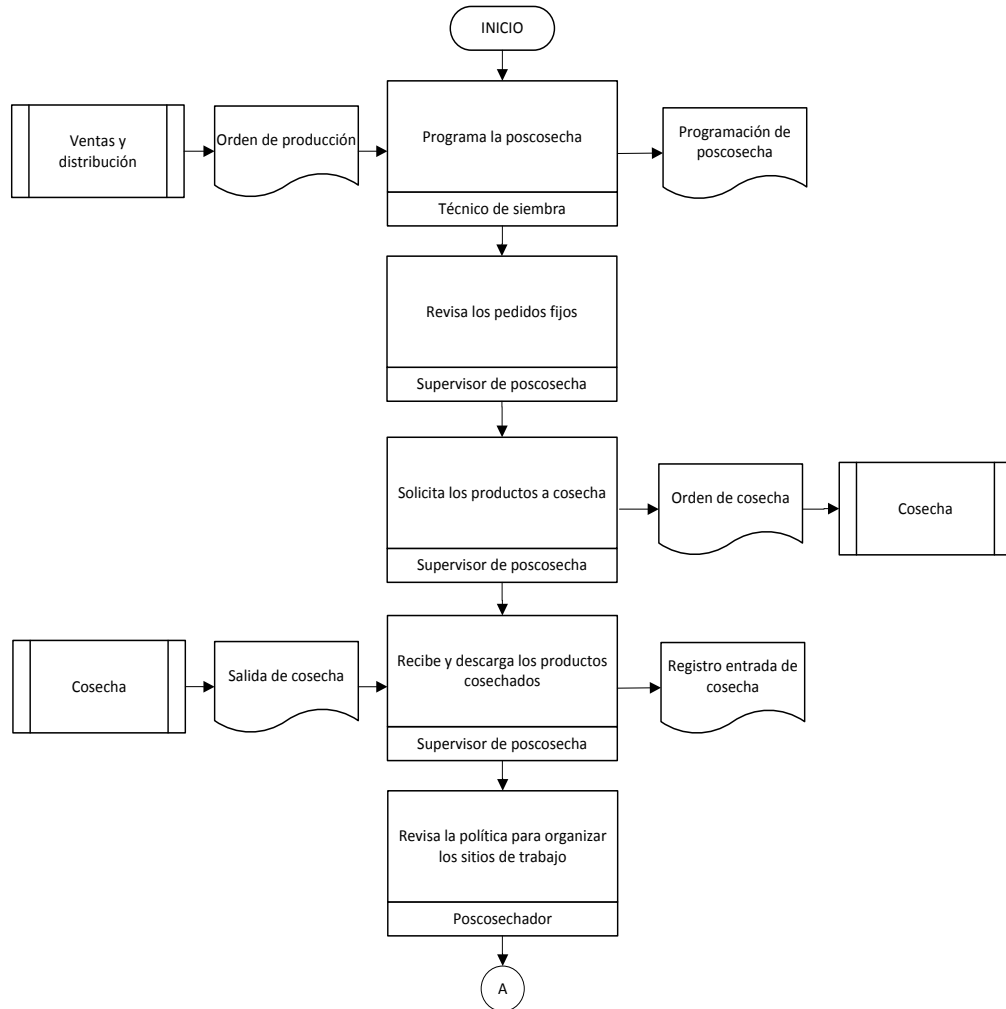 INICIO
Ventas y
distribución
Orden de producción
Programa la poscosecha
Programación de
poscosecha
Técnico de siembra
Revisa los pedidos fijos
Supervisor de poscosecha
Solicita los productos a cosecha
Orden de cosecha
Cosecha
Supervisor de poscosecha
Cosecha
Salida de cosecha
Recibe y descarga los productos
cosechados
Registro entrada de
cosecha
Supervisor de poscosecha
Revisa la política para organizar
los sitios de trabajo
Poscosechador
A